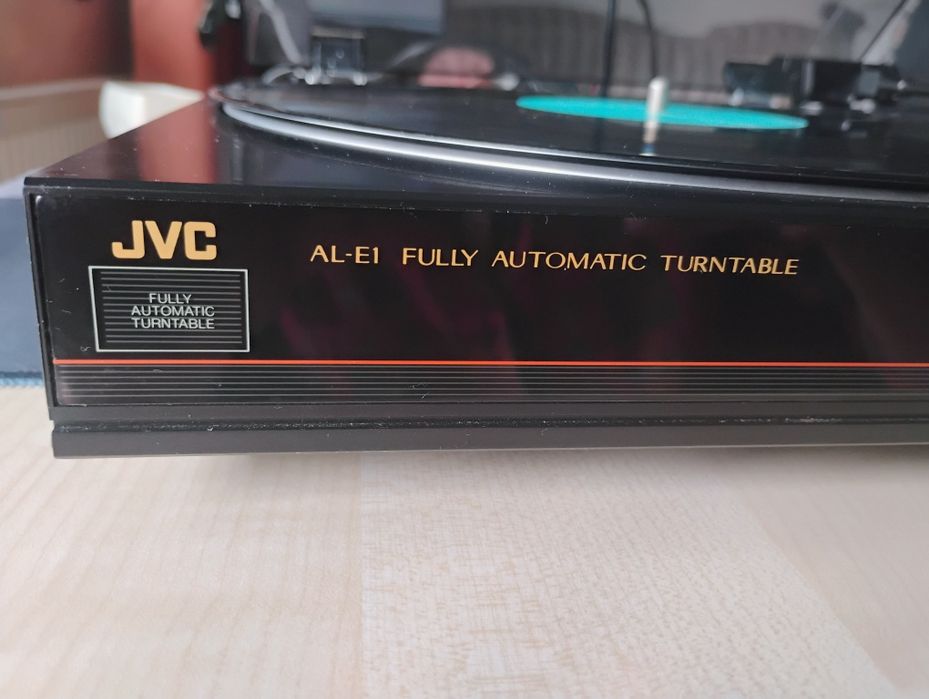 JVC
AL-E1 FULLY AUTOMATIC TURNTABLE
FULLY
AUTOMATIC
TURNTABLE